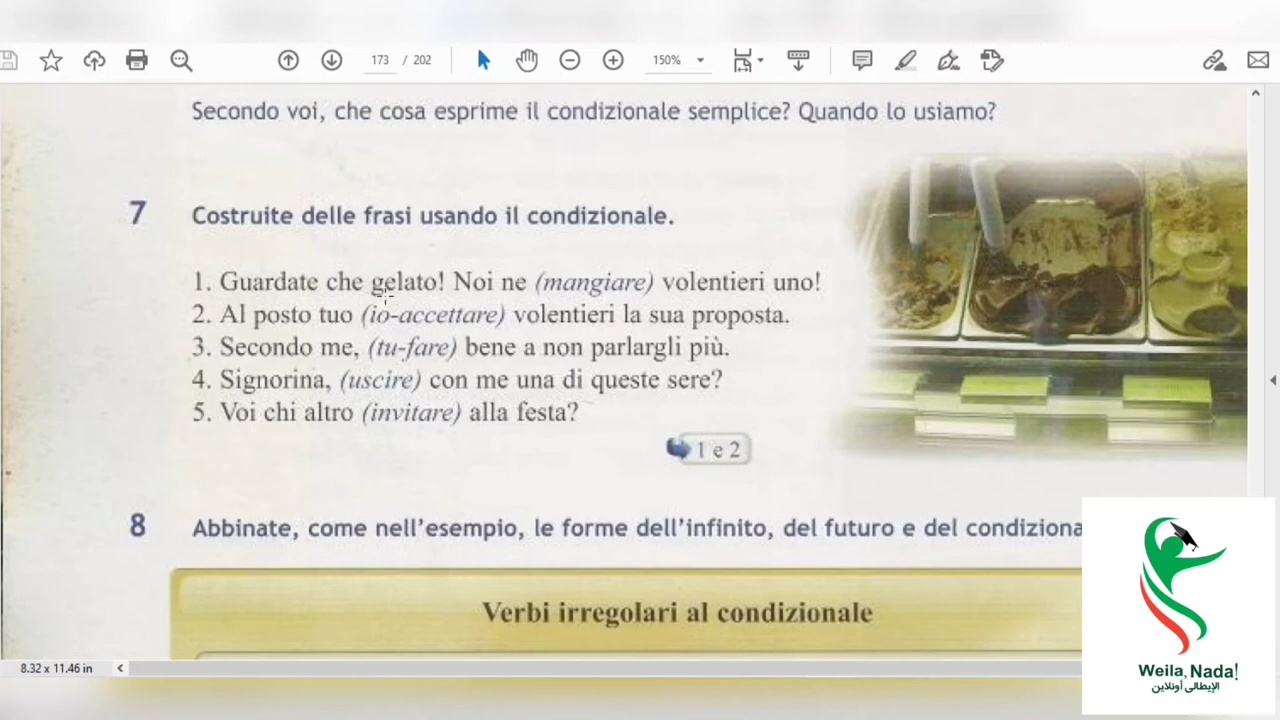 173 / 202
150%
Secondo voi, che cosa esprime il condizionale semplice? Quando lo usiamo?
7 Costruite delle frasi usando il condizionale.
1. Guardate che gelato! Noi ne (mangiare) volentieri uno!
2. Al posto tuo (io-accettare) volentieri la sua proposta.
3. Secondo me, (tu-fare) bene a non parlargli più.
4. Signorina, (uscire) con me una di queste sere?
5. Voi chi altro (invitare) alla festa?
1 e 2
8 Abbinate, come nell'esempio, le forme dell'infinito, del futuro e del condiziona
Verbi irregolari al condizionale
8.32 x 11.46 in
Weila, Nada!
الإيطالى أونلاين